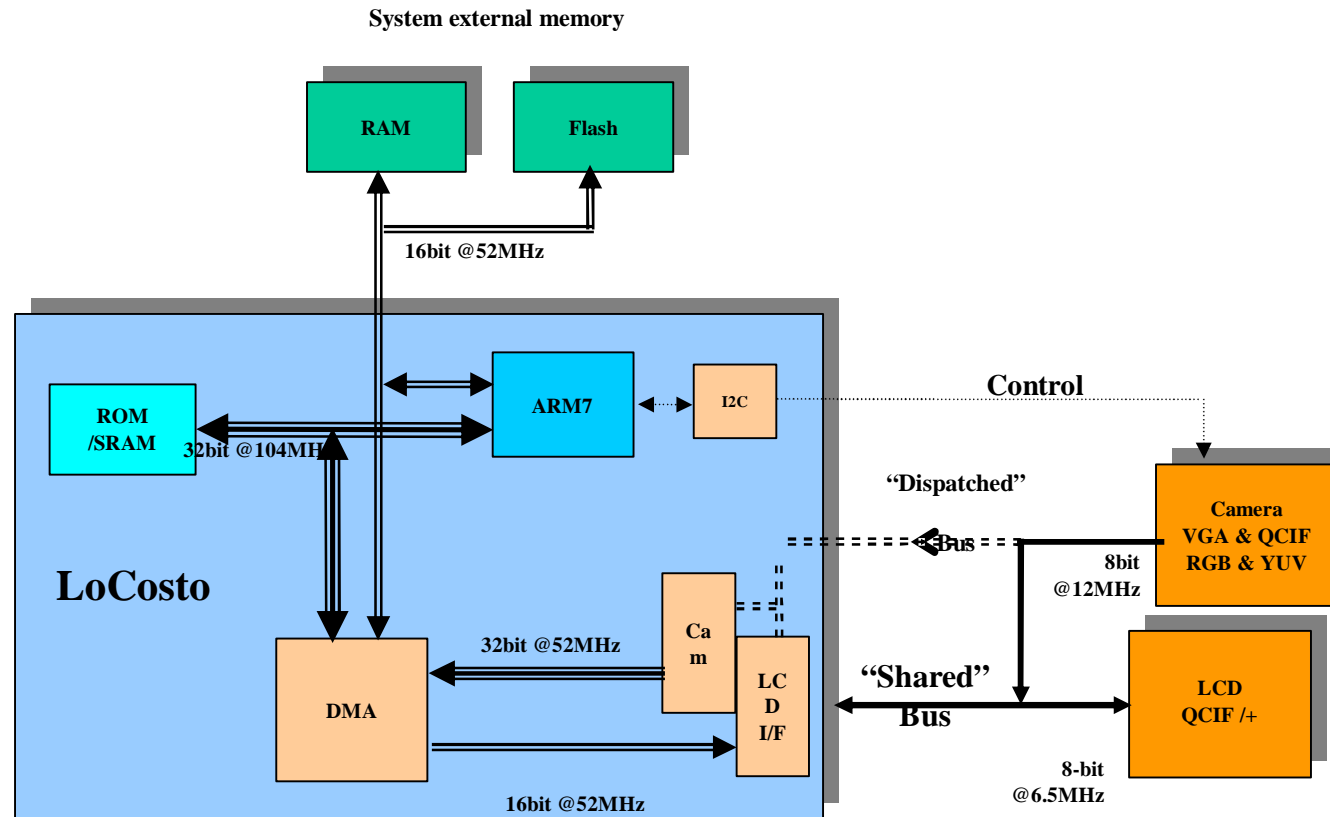 System external memory
RAM
Flash
16bit @52MHz
ROM
/SRAM
32bit @104MHz
ARM7
I2C
Control
“Dispatched”
Bus
Camera
VGA & QCIF
RGB & YUV
8bit
@12MHz
LoCosto
Ca
m
32bit @52MHz
DMA
LC
D
I/F
“Shared”
Bus
LCD
QCIF /+
8-bit
@6.5MHz
16bit @52MHz